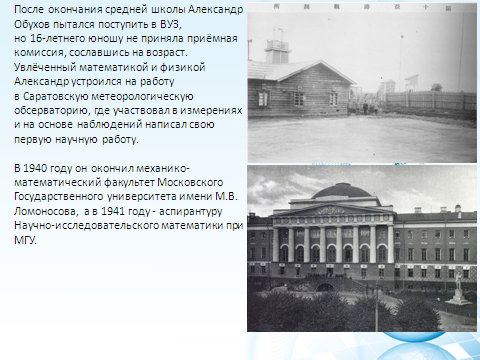 После окончания средней школы Александр
Обухов пытался поступить в ВУЗ,
но 16-летнего юношу не приняла приёмная
комиссия, сославшись на возраст.
Увлечённый математикой и физикой
Александр устроился на работу
в Саратовскую метеорологическую
обсерваторию, где участвовал в измерениях
и на основе наблюдений написал свою
первую научную работу.
В 1940 году он окончил механико-
математический факультет Московского
Государственного университета имени М.В.
Ломоносова, а в 1941 году - аспирантуру
Научно-исследовательского математики при
МГУ.